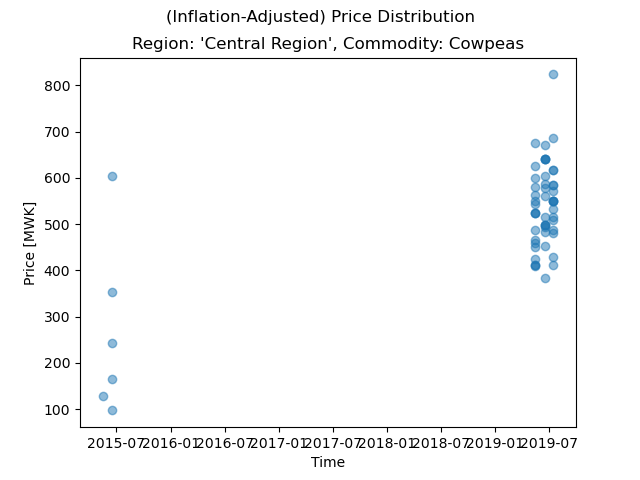 (Inflation-Adjusted) Price Distribution
Region: 'Central Region', Commodity: Cowpeas
800
700
600
500
400
300
200
100
Price [MWK]
2015-07 2016-01 2016-07 2017-01 2017-07 2018-01 2018-07 2019-01 2019-07
Time